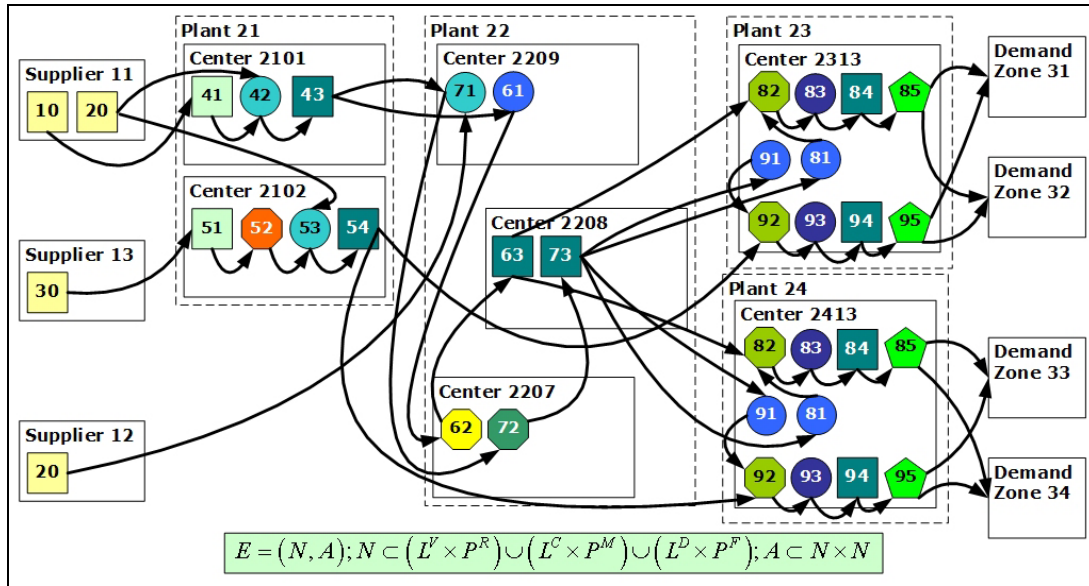 Supplier 11
10 20
Supplier 13
30
Supplier 12
20
Plant 21
Center 2101
41 42 43
Center 2102
51 52 53 54
Plant 22
Center 2209
71 61
Center 2208
63 73
Center 2207
62 72
Plant 23
Center 2313
82 83 84 85
91 81
92 93 94 95
Plant 24
Center 2413
82 83 84 85
91 81
92 93 94 95
Demand
Zone 31
Demand
Zone 32
Demand
Zone 33
Demand
Zone 34
E = (N, A); N ⊂ (L^V × P^R) ∪ (L^C × P^M) ∪ (L^D × P^F); A ⊂ N × N